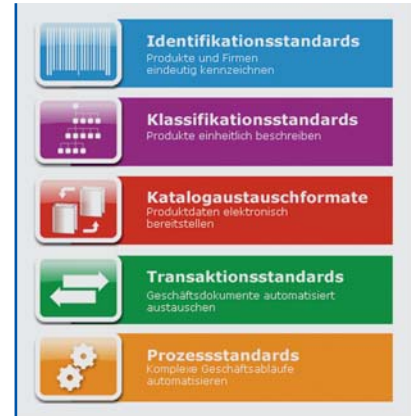 Identifikationsstandards
Produkte und Firmen
eindeutig kennzeichnen
Klassifikationsstandards
Produkte einheitlich beschreiben
Katalogaustauschformate
Produktdaten elektronisch
bereitstellen
Transaktionsstandards
Geschäftsdokumente automatisiert
austauschen
Prozessstandards
Komplexe Geschäftsabläufe
automatisieren